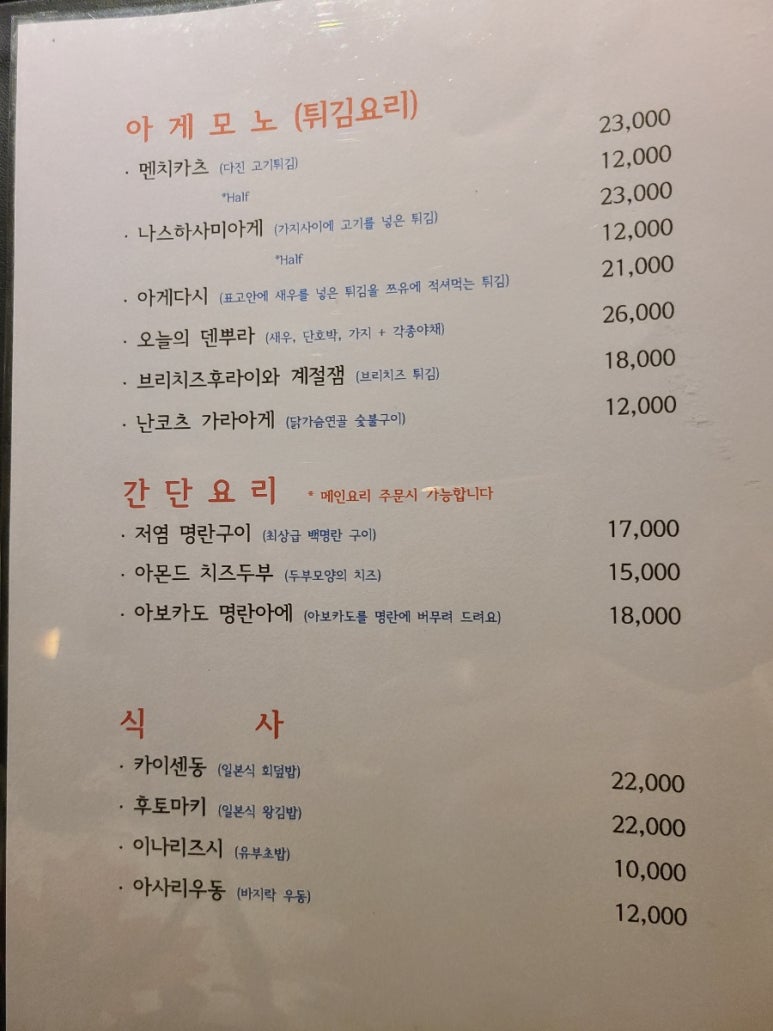 아게모노 (튀김요리)
· 멘치카츠 (다진 고기튀김) 23,000
*Half 12,000
· 나스하사미아게 (가지사이에 고기를 넣은 튀김) 23,000
*Half 12,000
· 아게다시 (표고안에 새우를 넣은 튀김을 쯔유에 적셔먹는 튀김) 21,000
· 오늘의 덴뿌라 (새우, 단호박, 가지 + 각종야채) 26,000
· 브리치즈후라이와 계절잼 (브리치즈 튀김) 18,000
· 난코츠 가라아게 (닭가슴연골 숯불구이) 12,000
간단요리 * 메인요리 주문시 가능합니다
· 저염 명란구이 (최상급 백명란 구이) 17,000
· 아몬드 치즈두부 (두부모양의 치즈) 15,000
· 아보카도 명란아에 (아보카도를 명란에 버무려 드려요) 18,000
식 사
· 카이센동 (일본식 회덮밥) 22,000
· 후토마키 (일본식 왕김밥) 22,000
· 이나리즈시 (유부초밥) 10,000
· 아사리우동 (바지락 우동) 12,000